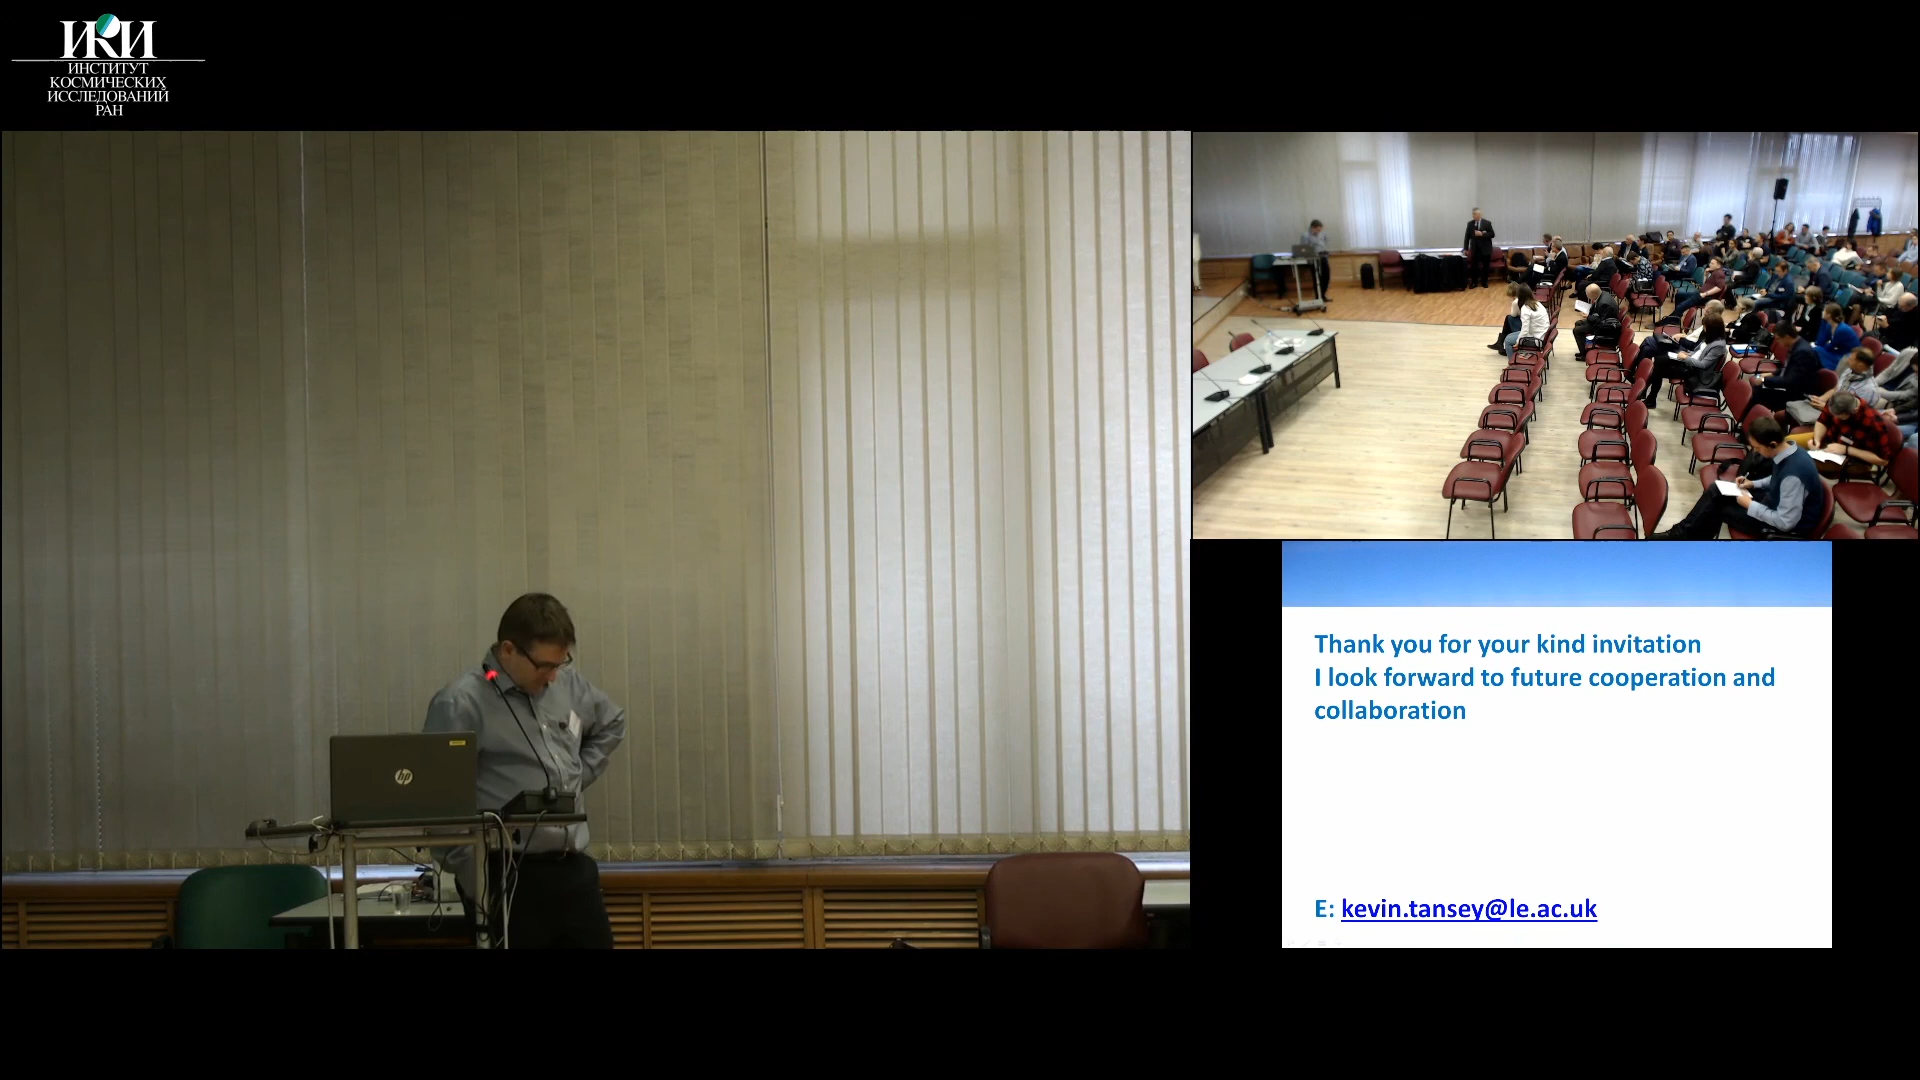 ИКИ
ИНСТИТУТ
КОСМИЧЕСКИХ
ИССЛЕДОВАНИЙ
РАН
hp
Thank you for your kind invitation
I look forward to future cooperation and
collaboration
E: kevin.tansey@le.ac.uk